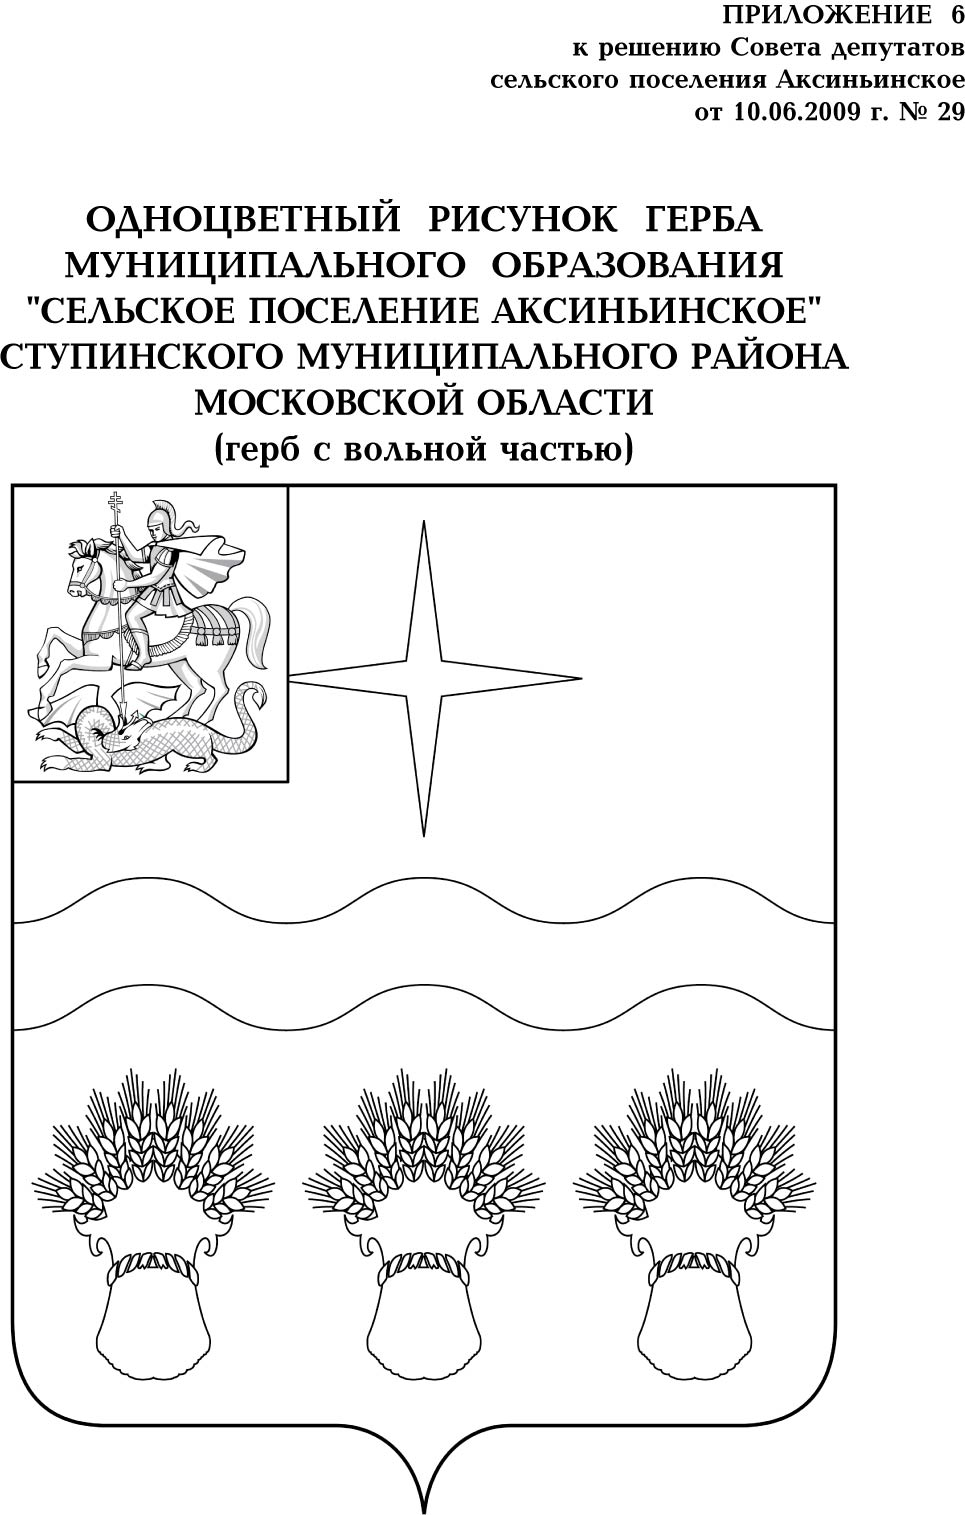 ПРИЛОЖЕНИЕ 6
к решению Совета депутатов
сельского поселения Аксиньинское
от 10.06.2009 г. № 29
ОДНОЦВЕТНЫЙ РИСУНОК ГЕРБА
МУНИЦИПАЛЬНОГО ОБРАЗОВАНИЯ
"СЕЛЬСКОЕ ПОСЕЛЕНИЕ АКСИНЬИНСКОЕ"
СТУПИНСКОГО МУНИЦИПАЛЬНОГО РАЙОНА
МОСКОВСКОЙ ОБЛАСТИ
(герб с вольной частью)